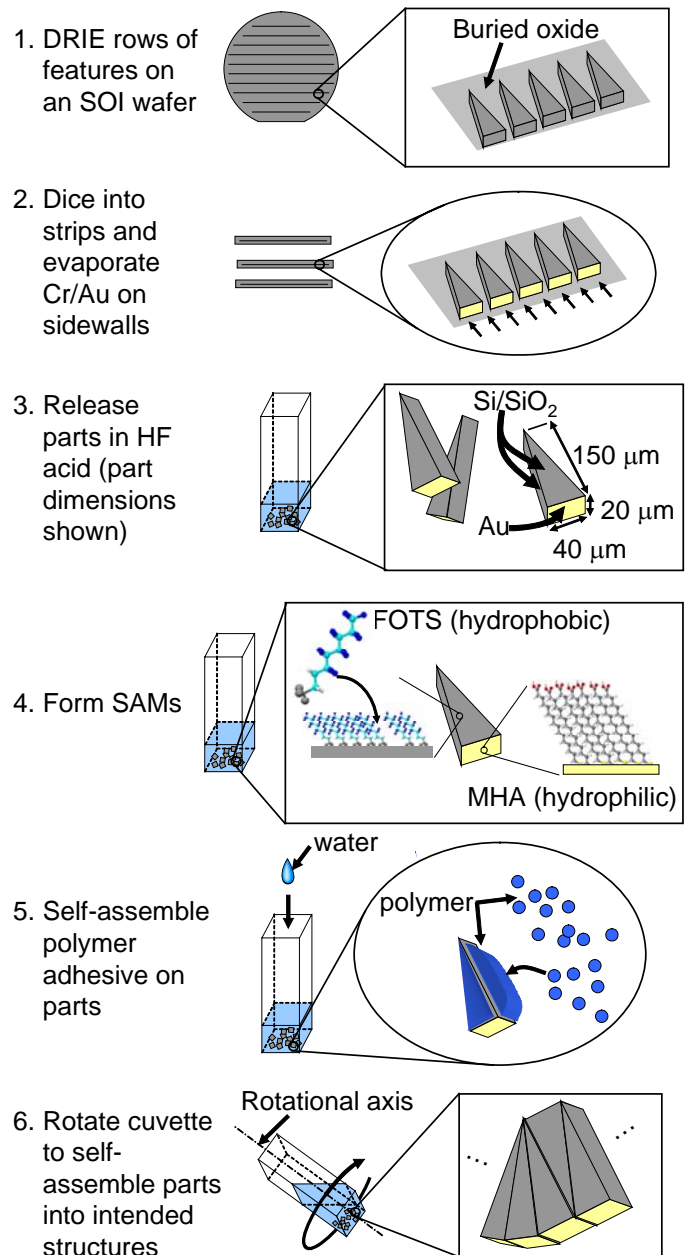 1. DRIE rows of
features on
an SOI wafer
Buried oxide
2. Dice into
strips and
evaporate
Cr/Au on
sidewalls
3. Release
parts in HF
acid (part
dimensions
shown)
Si/SiO2
150 μm
20 μm
Au
40 μm
4. Form SAMs
FOTS (hydrophobic)
MHA (hydrophilic)
water
5. Self-assemble
polymer
adhesive on
parts
polymer
6. Rotate cuvette
to self-
assemble parts
into intended
structures
Rotational axis
...
...